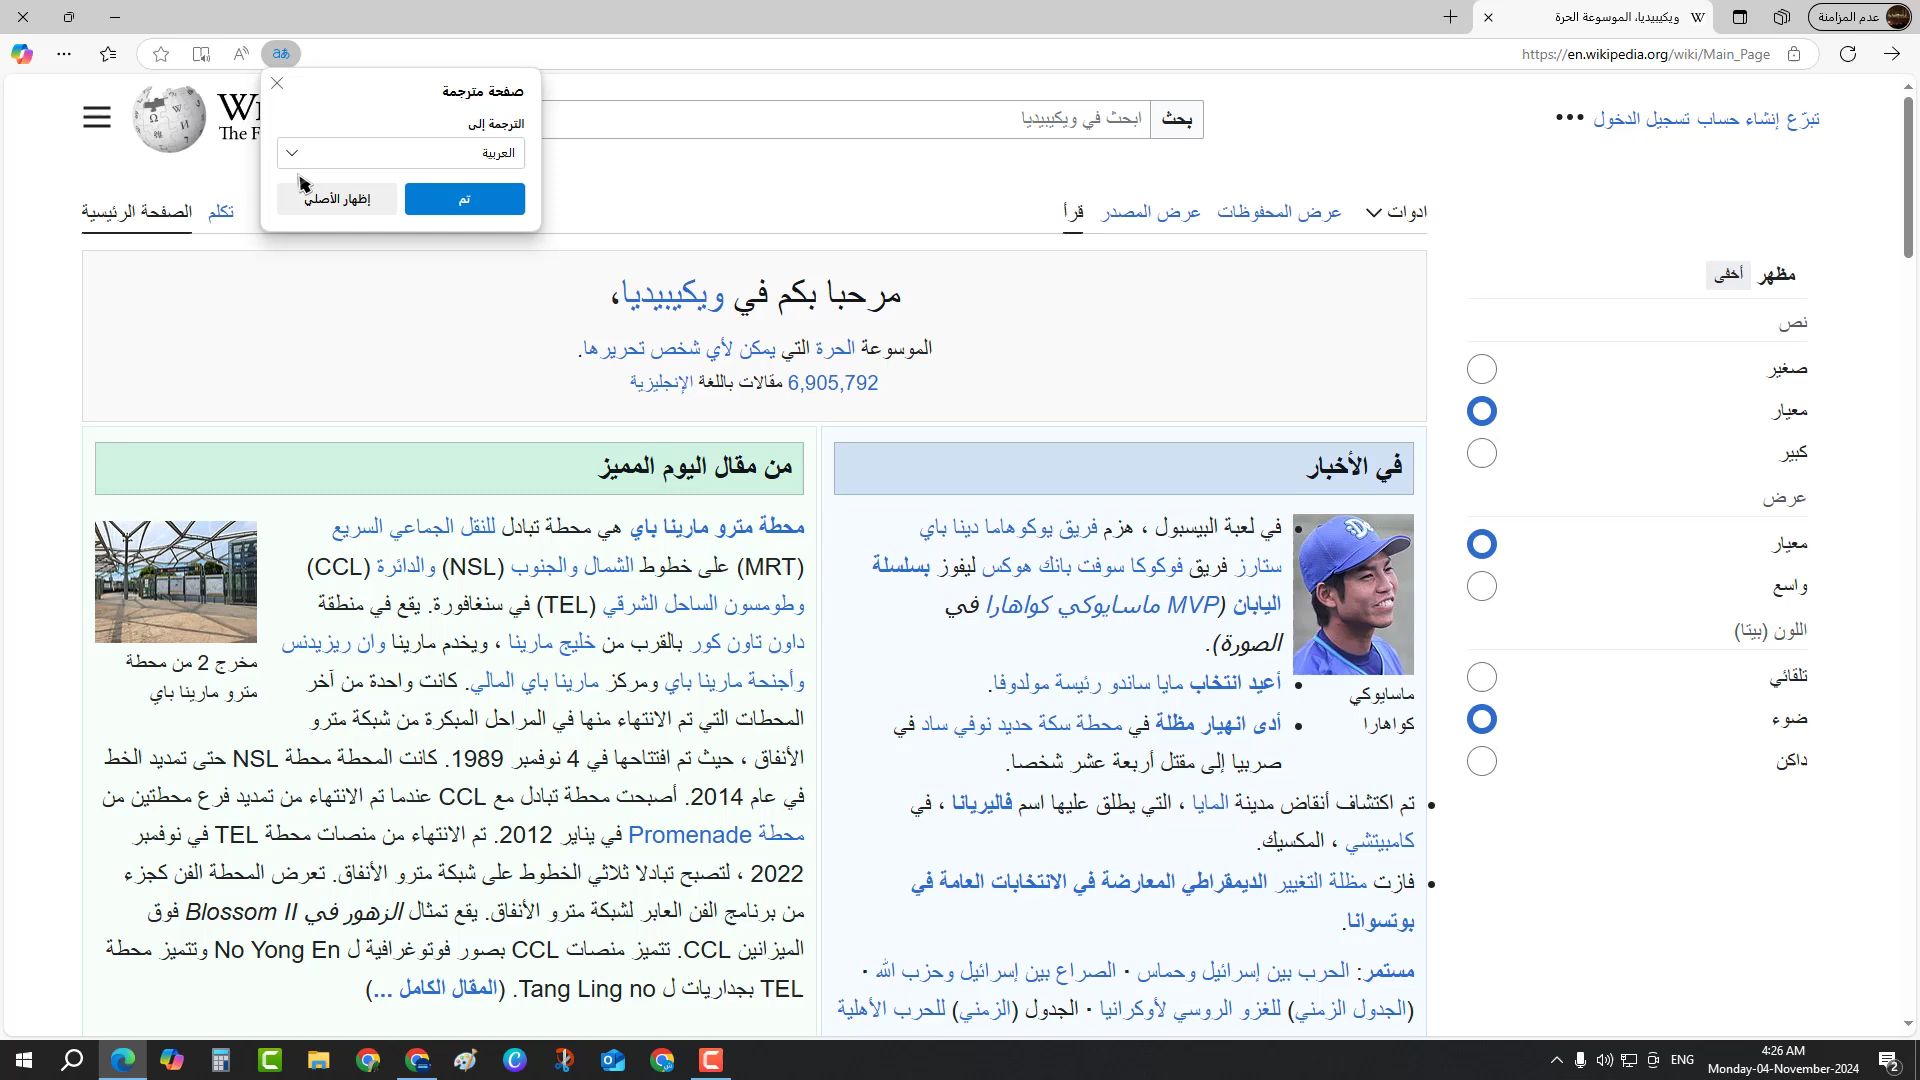 ويكيبيديا، الموسوعة الحرة
عدم المزامنة
https://en.wikipedia.org/wiki/Main_Page
صفحة مترجمة
الترجمة إلى
العربية
تم
إظهار الأصلي
The F
بحث
ابحث في ويكيبيديا
تبرّع إنشاء حساب تسجيل الدخول
الصفحة الرئيسية
تكلم
قرأ
عرض المصدر
عرض المحفوظات
ادوات
مرحبا بكم في ويكيبيديا،
الموسوعة الحرة التي يمكن لأي شخص تحريرها.
6,905,792 مقالات باللغة الإنجليزية
مظهر
أخفى
نص
صغير
معيار
كبير
عرض
معيار
واسع
اللون (بيتا)
تلقائي
ضوء
داكن
من مقال اليوم المميز
محطة مترو مارينا باي هي محطة تبادل للنقل الجماعي السريع
(MRT) على خطوط الشمال والجنوب (NSL) والدائرة (CCL)
وطومسون الساحل الشرقي (TEL) في سنغافورة. يقع في منطقة
داون تاون كور بالقرب من خليج مارينا ، ويخدم مارينا وان ريزيدنس
وأجنحة مارينا باي ومركز مارينا باي المالي. كانت واحدة من آخر
المحطات التي تم الانتهاء منها في المراحل المبكرة من شبكة مترو
الأنفاق ، حيث تم افتتاحها في 4 نوفمبر 1989. كانت المحطة محطة NSL حتى تمديد الخط
في عام 2014. أصبحت محطة تبادل مع CCL عندما تم الانتهاء من تمديد فرع محطتين من
محطة Promenade في يناير 2012. تم الانتهاء من منصات محطة TEL في نوفمبر
2022 ، لتصبح تبادلا ثلاثي الخطوط على شبكة مترو الأنفاق. تعرض المحطة الفن كجزء
من برنامج الفن العابر لشبكة مترو الأنفاق. يقع تمثال الزهور في Blossom II فوق
الميزانين CCL. تتميز منصات CCL بصور فوتوغرافية ل No Yong En وتتميز محطة
TEL بجداريات ل Tang Ling no. (المقال الكامل ...)
مخرج 2 من محطة
مترو مارينا باي
في الأخبار
في لعبة البيسبول ، هزم فريق يوكوهاما دينا باي
ستارز فريق فوكوكا سوفت بانك هوكس ليفوز بسلسلة
اليابان (MVP ماسايوكي كواهارا في
الصورة).
أعيد انتخاب مايا ساندو رئيسة مولدوفا.
أدى انهيار مظلة في محطة سكة حديد نوفي ساد في
صربيا إلى مقتل أربعة عشر شخصا.
تم اكتشاف أنقاض مدينة المايا ، التي يطلق عليها اسم فاليريانا ، في
كامبيتشي ، المكسيك.
فازت مظلة التغيير الديمقراطي المعارضة في الانتخابات العامة في
بوتسوانا.
مستمر: الحرب بين إسرائيل وحماس · الصراع بين إسرائيل وحزب الله ·
(الجدول الزمني) للغزو الروسي لأوكرانيا · الجدول (الزمني) للحرب الأهلية
ماسايوكي
كواهارا
ENG
4:26 AM
Monday-04-November-2024
2